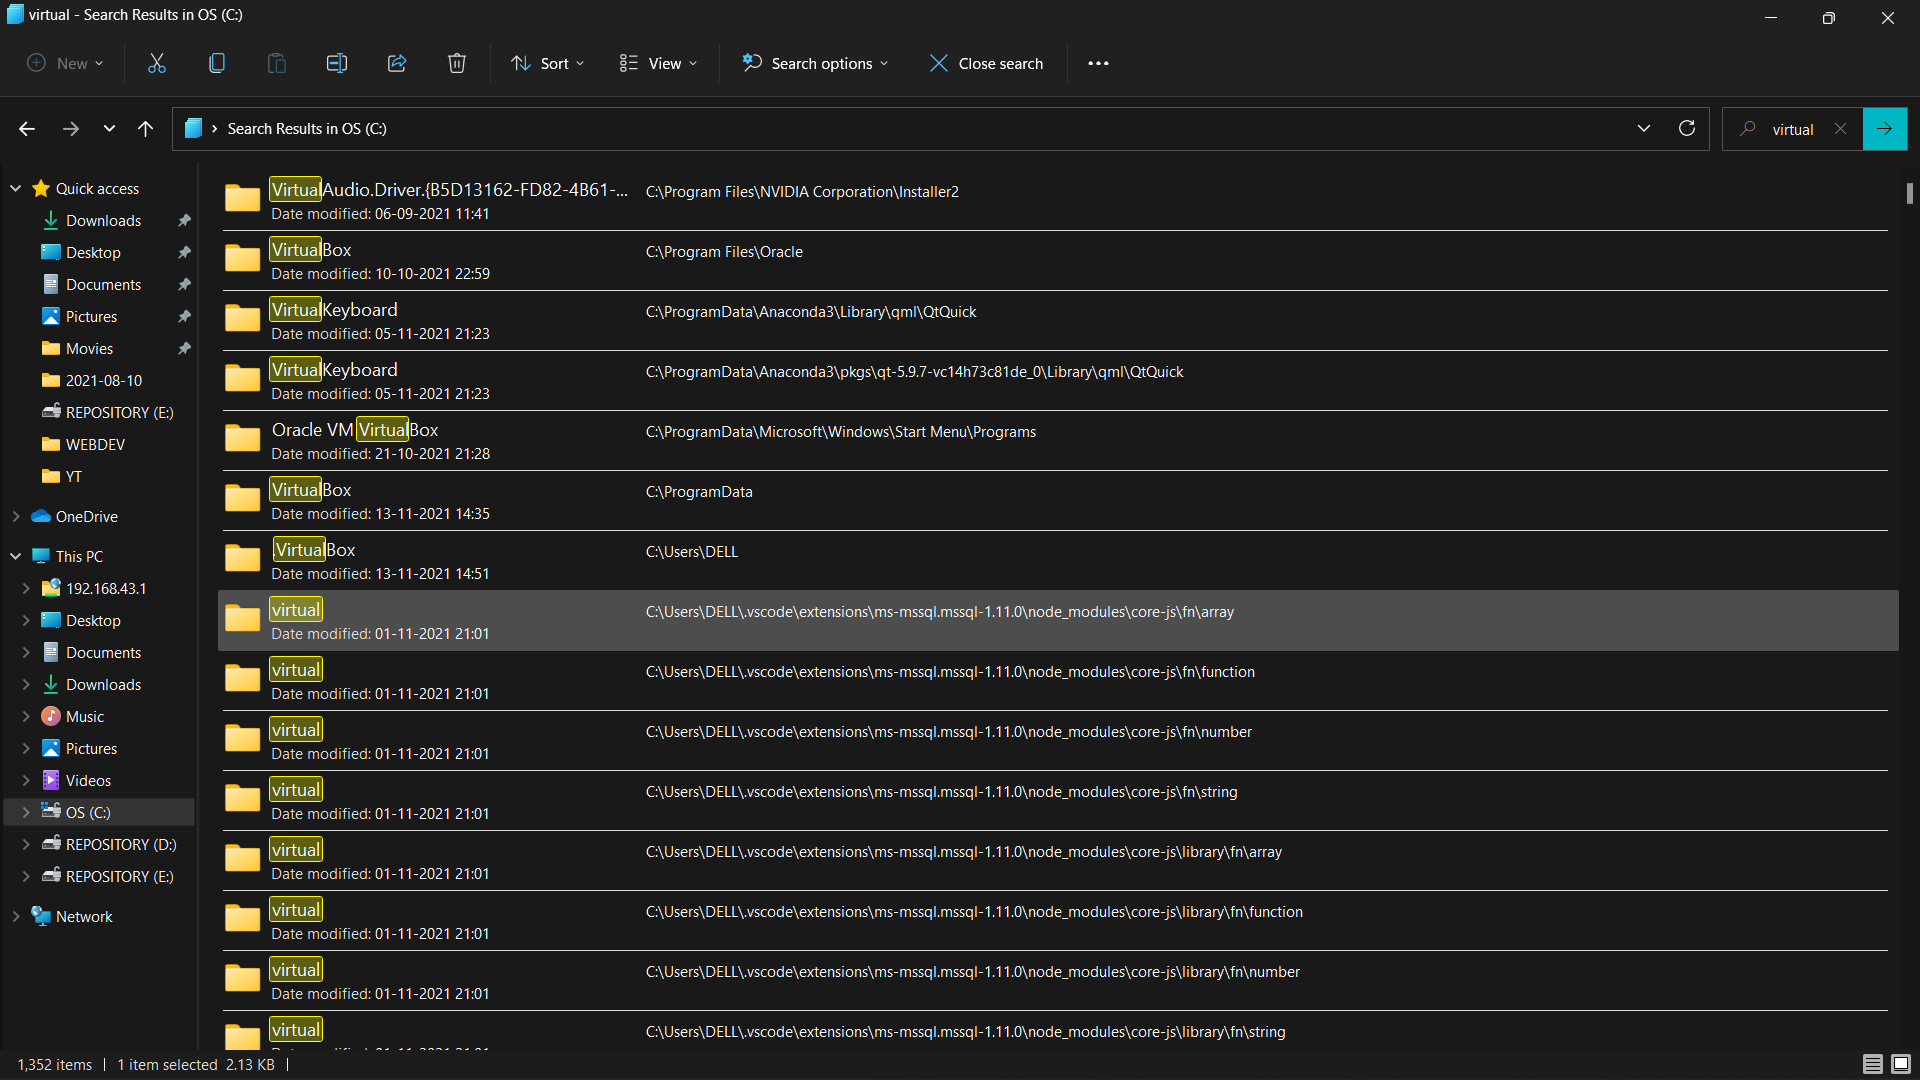 virtual - Search Results in OS (C:)
New
Sort
View
Search options
Close search
Search Results in OS (C:)
virtual
Quick access
Downloads
Desktop
Documents
Pictures
Movies
2021-08-10
REPOSITORY (E:)
WEBDEV
YT
OneDrive
This PC
192.168.43.1
Desktop
Documents
Downloads
Music
Pictures
Videos
OS (C:)
REPOSITORY (D:)
REPOSITORY (E:)
Network
VirtualAudio.Driver.{B5D13162-FD82-4B61-... C:\Program Files\NVIDIA Corporation\Installer2
Date modified: 06-09-2021 11:41
VirtualBox C:\Program Files\Oracle
Date modified: 10-10-2021 22:59
VirtualKeyboard C:\ProgramData\Anaconda3\Library\qml\QtQuick
Date modified: 05-11-2021 21:23
VirtualKeyboard C:\ProgramData\Anaconda3\pkgs\qt-5.9.7-vc14h73c81de_0\Library\qml\QtQuick
Date modified: 05-11-2021 21:23
Oracle VM VirtualBox C:\ProgramData\Microsoft\Windows\Start Menu\Programs
Date modified: 21-10-2021 21:28
VirtualBox C:\ProgramData
Date modified: 13-11-2021 14:35
.VirtualBox C:\Users\DELL
Date modified: 13-11-2021 14:51
virtual C:\Users\DELL\.vscode\extensions\ms-mssql.mssql-1.11.0\node_modules\core-js\fn\array
Date modified: 01-11-2021 21:01
virtual C:\Users\DELL\.vscode\extensions\ms-mssql.mssql-1.11.0\node_modules\core-js\fn\function
Date modified: 01-11-2021 21:01
virtual C:\Users\DELL\.vscode\extensions\ms-mssql.mssql-1.11.0\node_modules\core-js\fn\number
Date modified: 01-11-2021 21:01
virtual C:\Users\DELL\.vscode\extensions\ms-mssql.mssql-1.11.0\node_modules\core-js\fn\string
Date modified: 01-11-2021 21:01
virtual C:\Users\DELL\.vscode\extensions\ms-mssql.mssql-1.11.0\node_modules\core-js\library\fn\array
Date modified: 01-11-2021 21:01
virtual C:\Users\DELL\.vscode\extensions\ms-mssql.mssql-1.11.0\node_modules\core-js\library\fn\function
Date modified: 01-11-2021 21:01
virtual C:\Users\DELL\.vscode\extensions\ms-mssql.mssql-1.11.0\node_modules\core-js\library\fn\number
Date modified: 01-11-2021 21:01
virtual C:\Users\DELL\.vscode\extensions\ms-mssql.mssql-1.11.0\node_modules\core-js\library\fn\string
1,352 items
1 item selected 2.13 KB